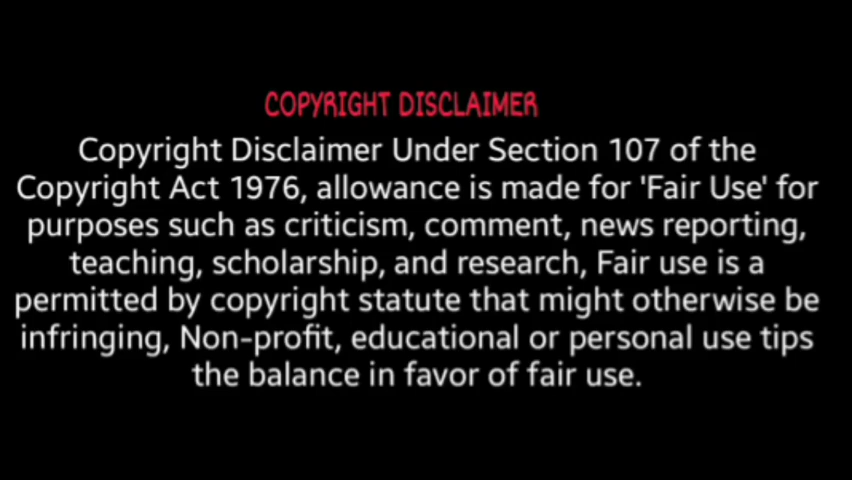 COPYRIGHT DISCLAIMER
Copyright Disclaimer Under Section 107 of the
Copyright Act 1976, allowance is made for 'Fair Use' for
purposes such as criticism, comment, news reporting,
teaching, scholarship, and research, Fair use is a
permitted by copyright statute that might otherwise be
infringing, Non-profit, educational or personal use tips
the balance in favor of fair use.